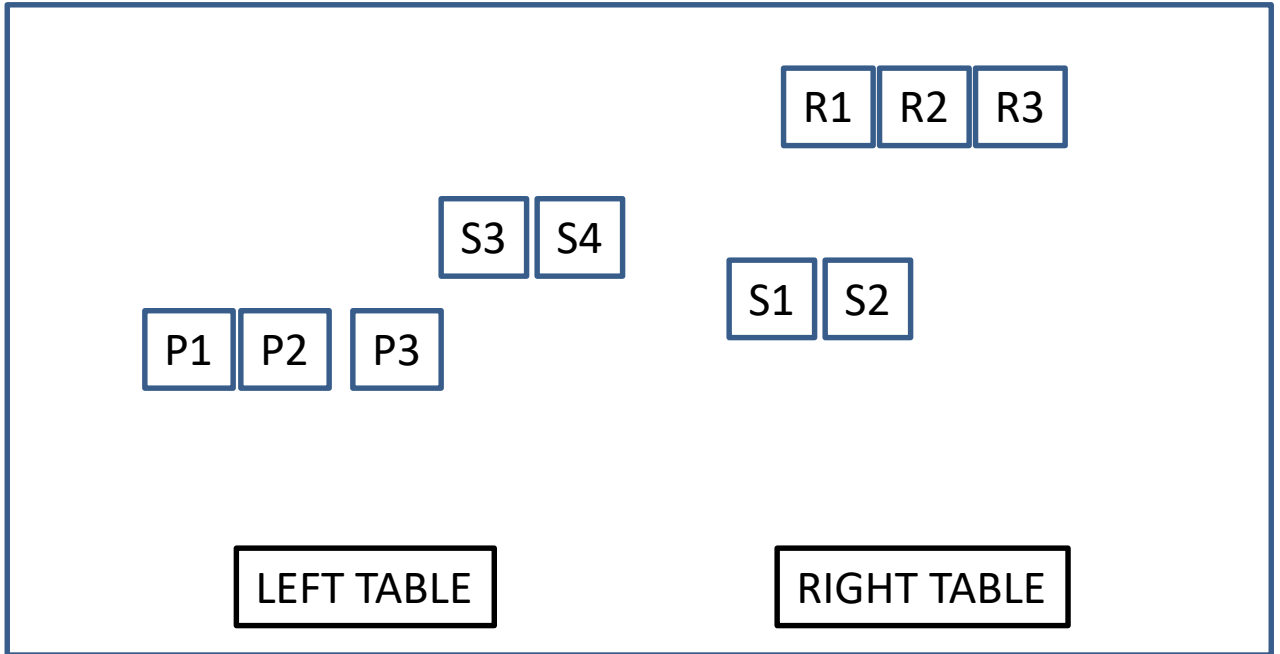 R1 R2 R3
S3 S4
S1 S2
P1 P2 P3
LEFT TABLE
RIGHT TABLE